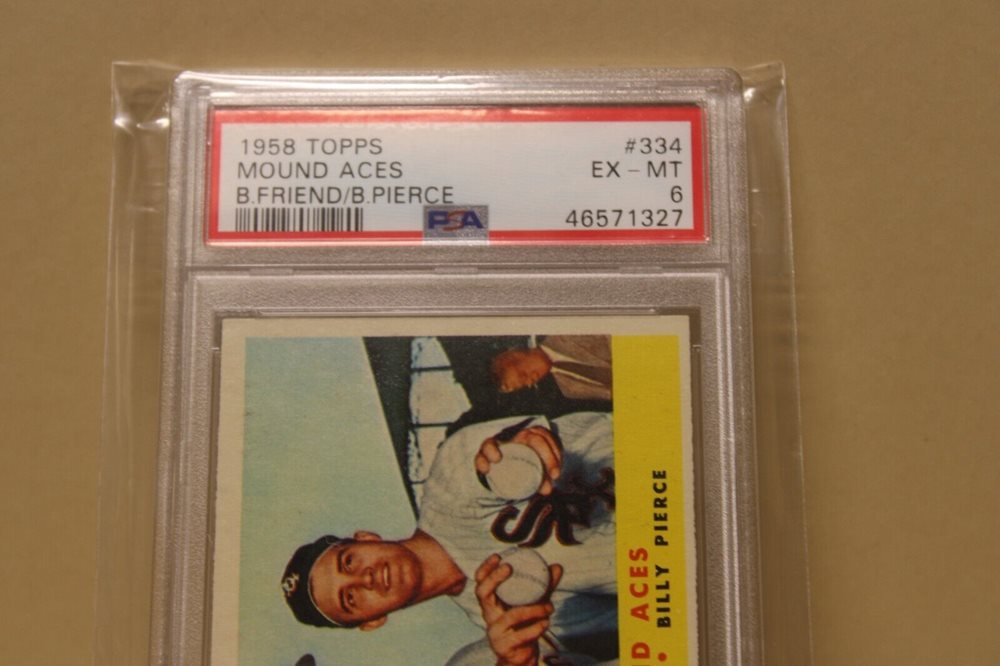 1958 TOPPS #334
MOUND ACES EX - MT
B.FRIEND/B.PIERCE 6
PSA 46571327
ACES
• BILLY PIERCE